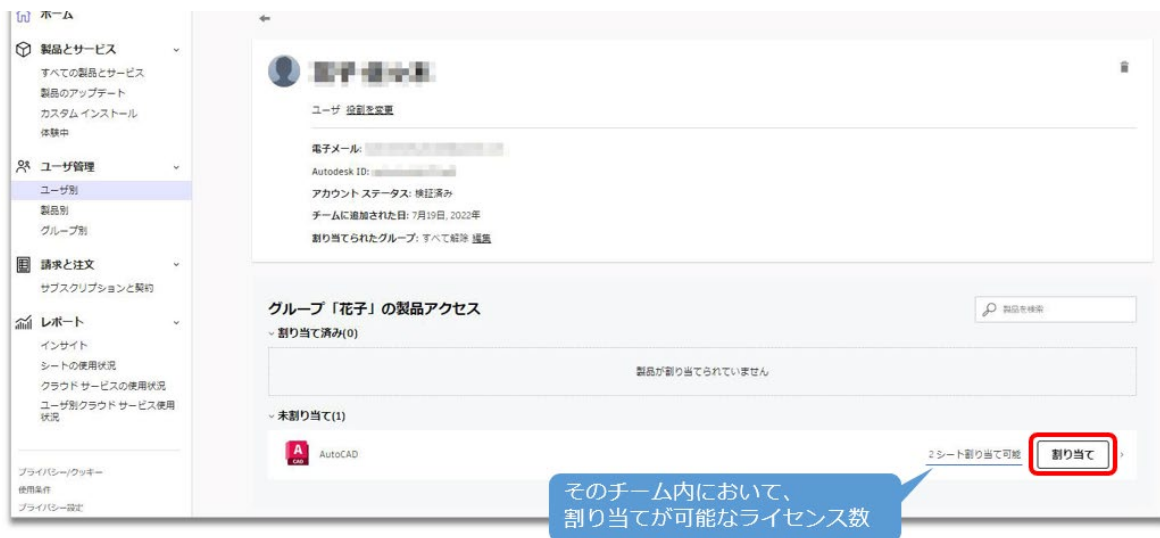 ホーム
製品とサービス
すべての製品とサービス
製品のアップデート
カスタム インストール
体験中
ユーザ管理
ユーザ別
製品別
グループ別
請求と注文
サブスクリプションと契約
レポート
インサイト
シートの使用状況
クラウド サービスの使用状況
ユーザ別クラウド サービス使用
状況
プライバシー/クッキー
使用条件
プライバシー設定
ユーザ 役割を変更
電子メール:
Autodesk ID:
アカウント ステータス: 検証済み
チームに追加された日: 7月19日, 2022年
割り当てられたグループ: すべて解除 編集
グループ「花子」の製品アクセス
製品を検索
割り当て済み(0)
製品が割り当てられていません
未割り当て(1)
A
CAD
AutoCAD
2 シート割り当て可能
割り当て
そのチーム内において、
割り当てが可能なライセンス数